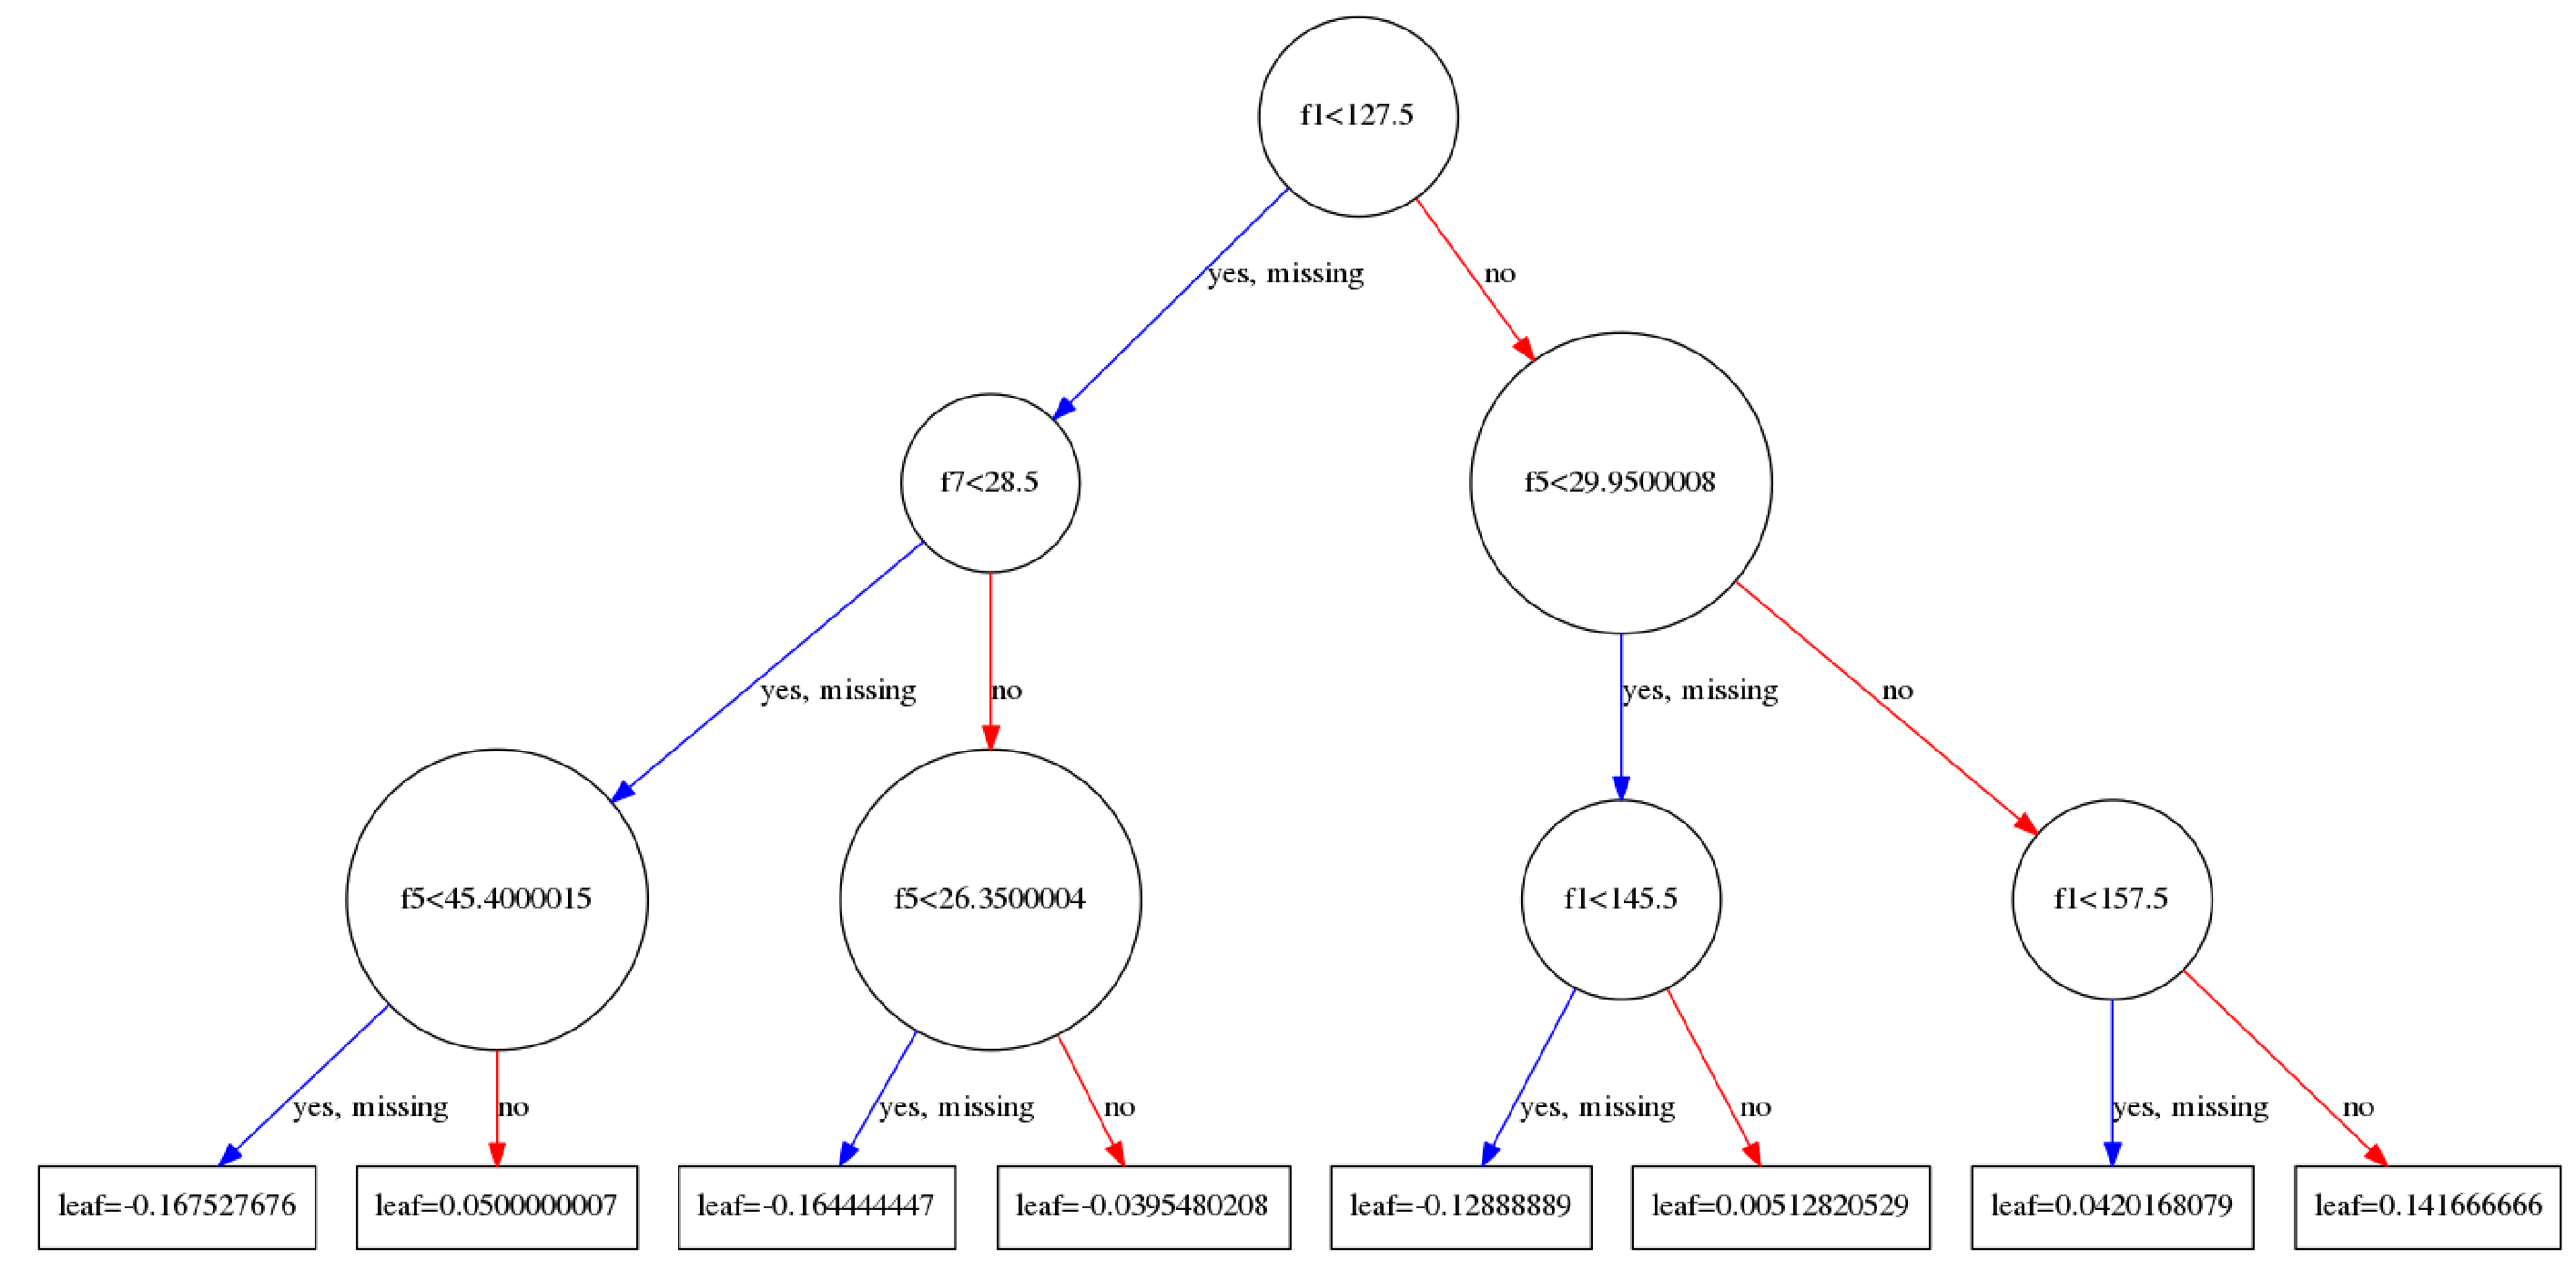 f1<127.5
yes, missing
no
f7<28.5
f5<29.9500008
yes, missing
no
yes, missing
no
f5<45.4000015
f5<26.3500004
f1<145.5
f1<157.5
yes, missing
no
yes, missing
no
yes, missing
no
yes, missing
no
leaf=-0.167527676
leaf=0.0500000007
leaf=-0.164444447
leaf=-0.0395480208
leaf=-0.12888889
leaf=0.00512820529
leaf=0.0420168079
leaf=0.141666666